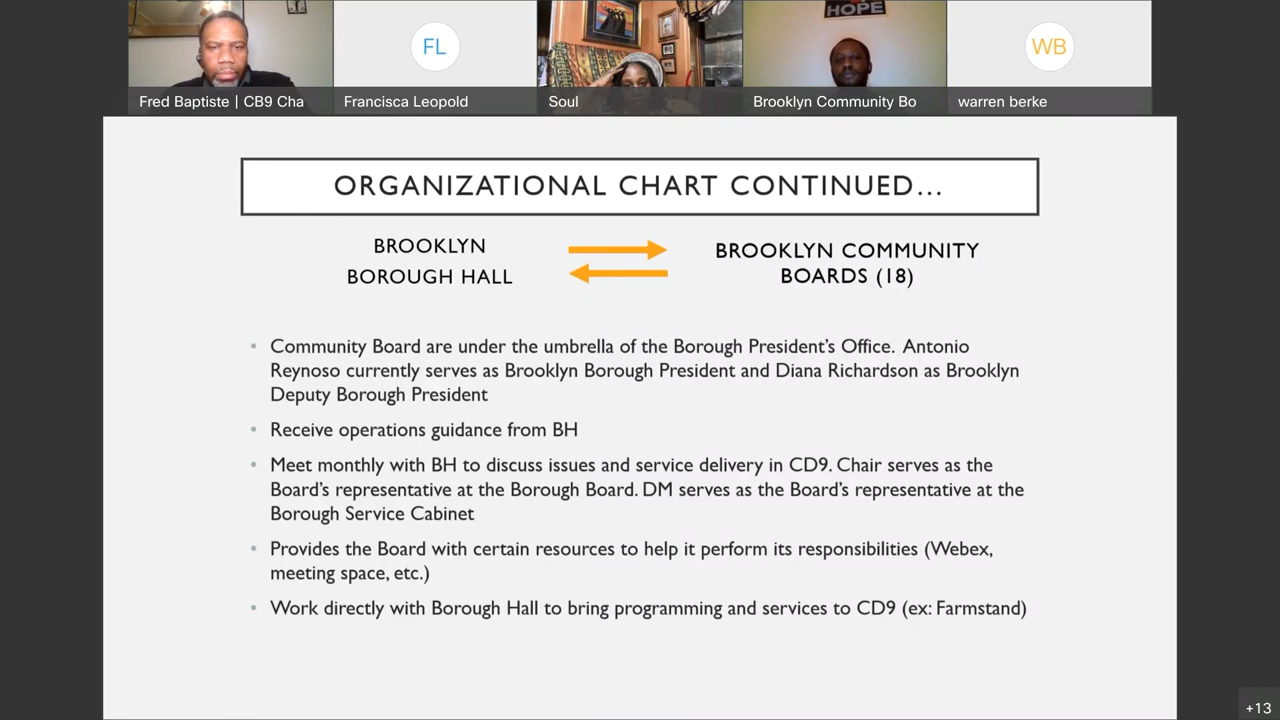 HOPE
FL
WB
Fred Baptiste | CB9 Cha
Francisca Leopold
Soul
Brooklyn Community Bo
warren berke
ORGANIZATIONAL CHART CONTINUED...
BROOKLYN
BOROUGH HALL
BROOKLYN COMMUNITY
BOARDS (18)
• Community Board are under the umbrella of the Borough President's Office. Antonio
Reynoso currently serves as Brooklyn Borough President and Diana Richardson as Brooklyn
Deputy Borough President
• Receive operations guidance from BH
• Meet monthly with BH to discuss issues and service delivery in CD9. Chair serves as the
Board's representative at the Borough Board. DM serves as the Board's representative at the
Borough Service Cabinet
• Provides the Board with certain resources to help it perform its responsibilities (Webex,
meeting space, etc.)
• Work directly with Borough Hall to bring programming and services to CD9 (ex: Farmstand)
+13